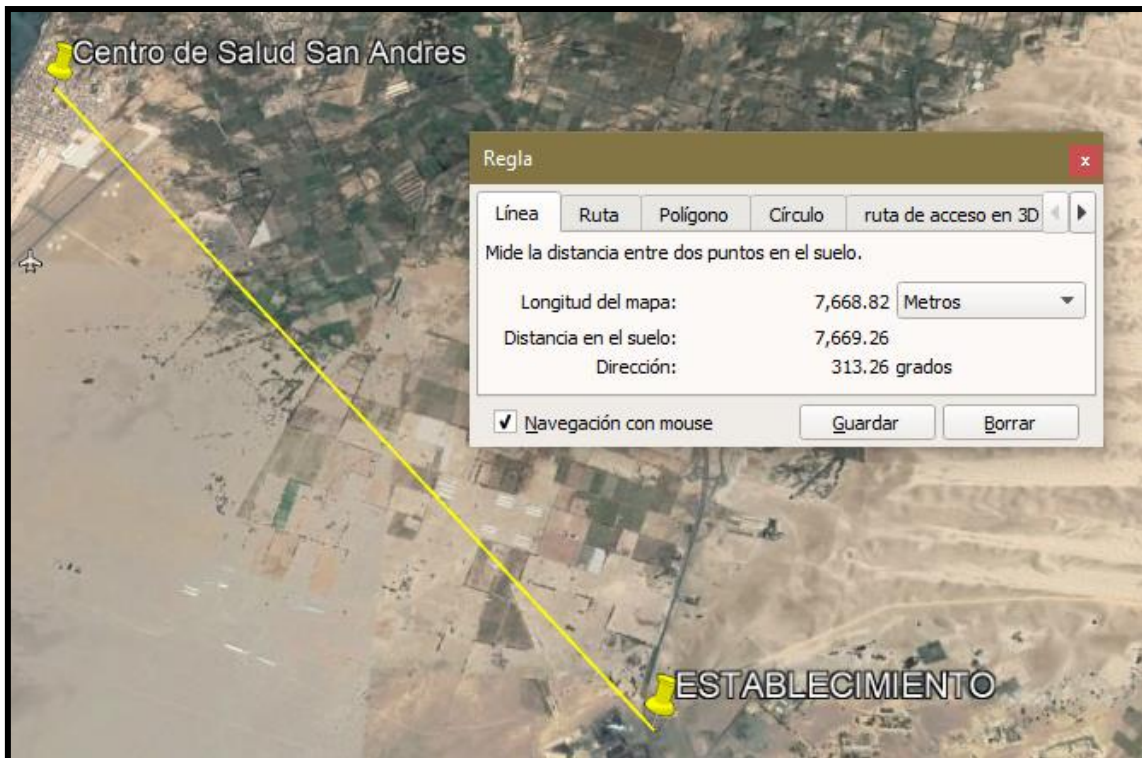 Centro de Salud San Andres
Regla
x
Línea Ruta Polígono Círculo ruta de acceso en 3D
Mide la distancia entre dos puntos en el suelo.
Longitud del mapa: 7,668.82 Metros
Distancia en el suelo: 7,669.26
Dirección: 313.26 grados
Navegación con mouse Guardar Borrar
ESTABLECIMIENTO